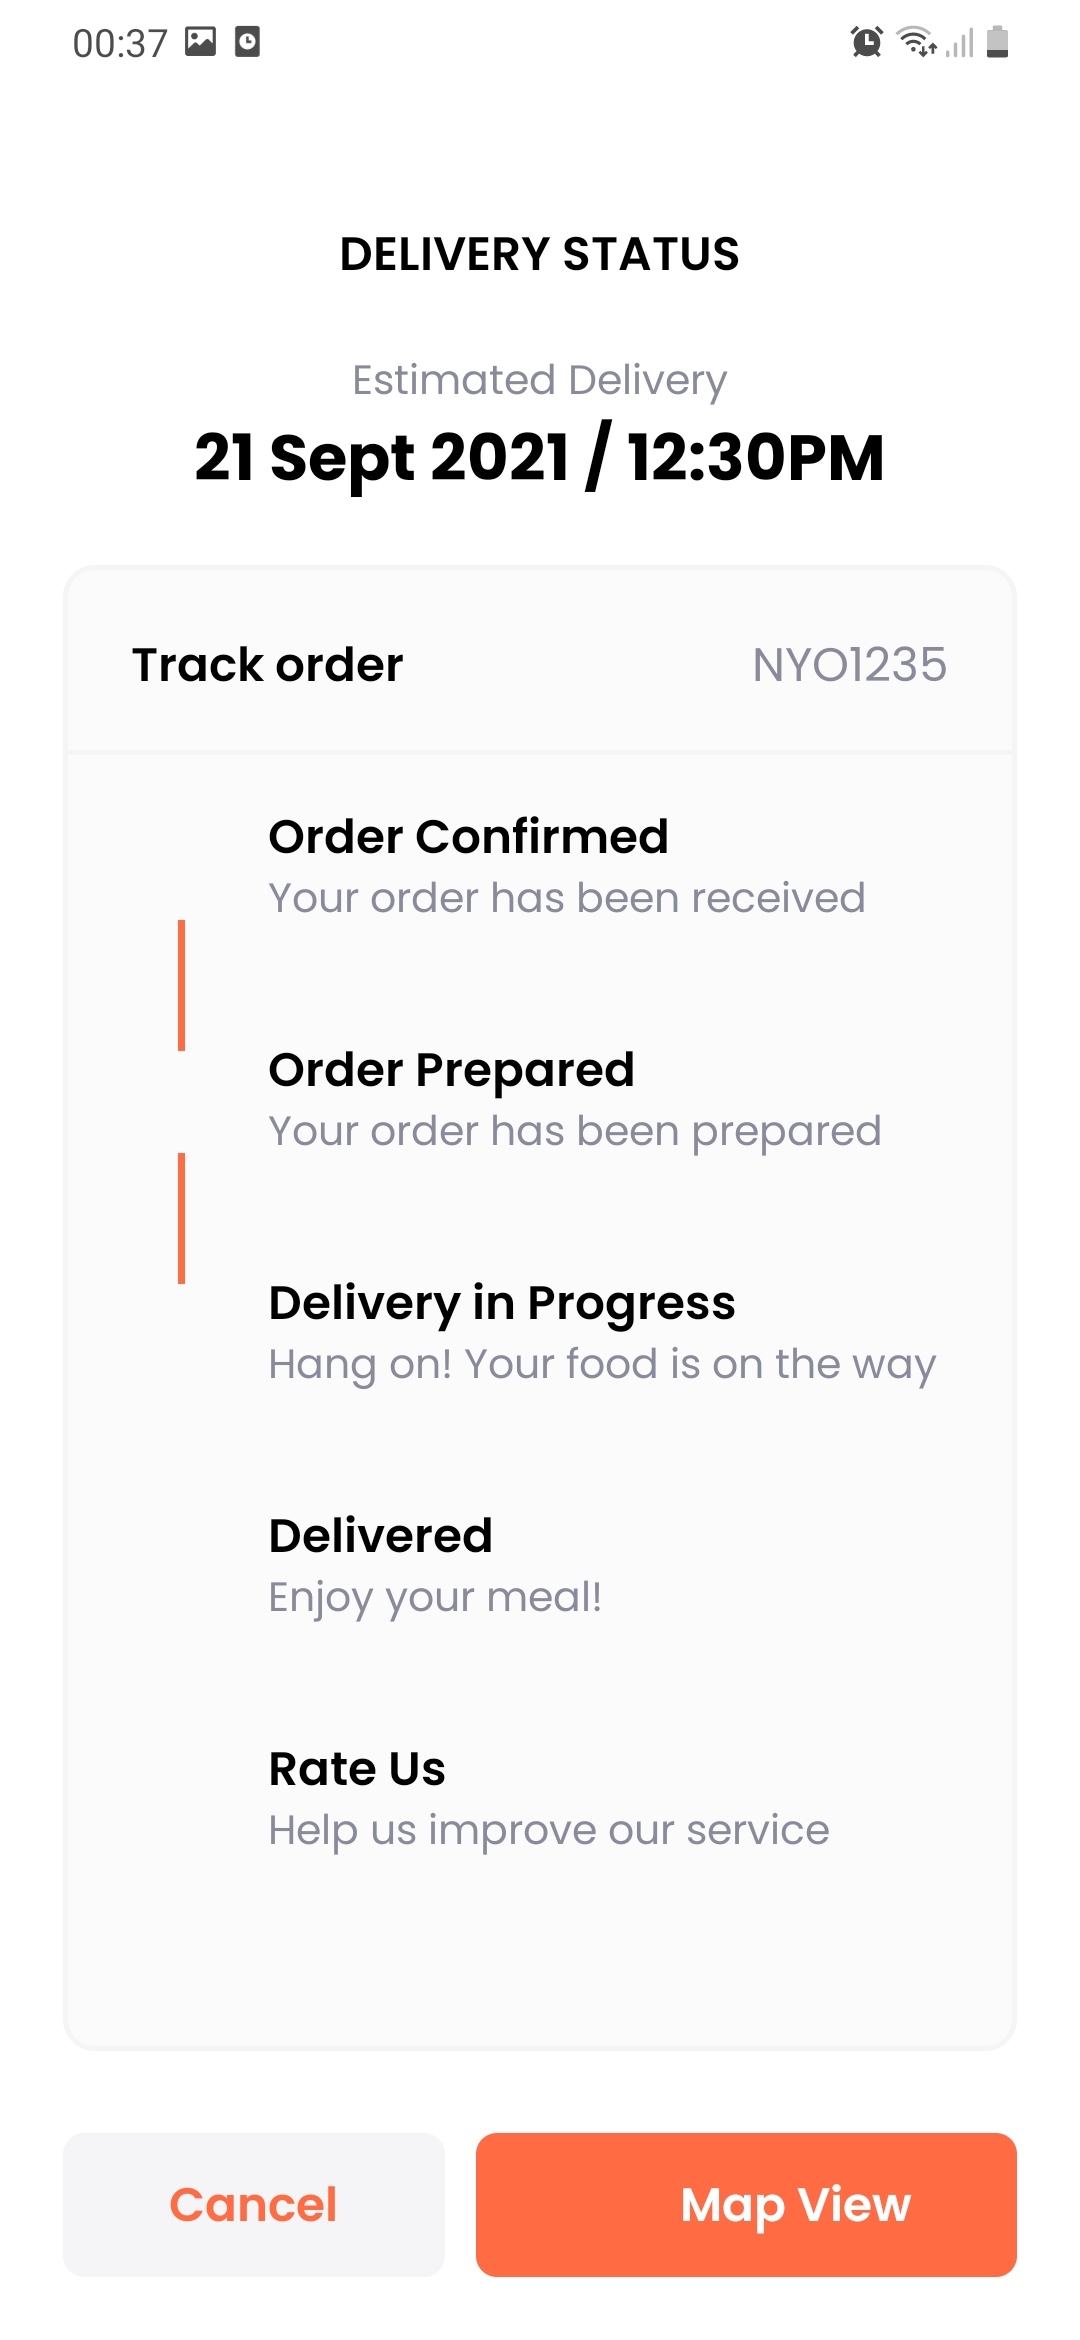 00:37
DELIVERY STATUS
Estimated Delivery
21 Sept 2021 / 12:30PM
Track order NYO1235
Order Confirmed
Your order has been received
Order Prepared
Your order has been prepared
Delivery in Progress
Hang on! Your food is on the way
Delivered
Enjoy your meal!
Rate Us
Help us improve our service
Cancel Map View